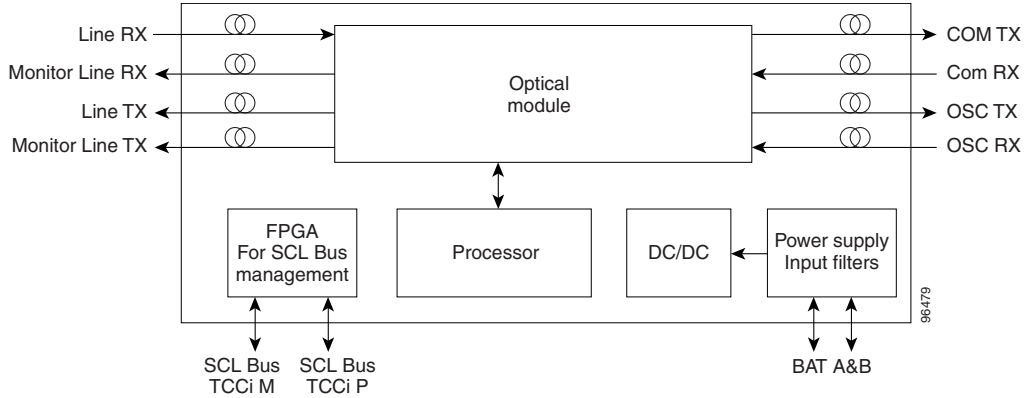 Line RX
COM TX
Monitor Line RX
Com RX
Optical
module
Line TX
OSC TX
Monitor Line TX
OSC RX
FPGA
For SCL Bus
management
Processor
DC/DC
Power supply
Input filters
96479
SCL Bus
TCCi M
SCL Bus
TCCi P
BAT A&B